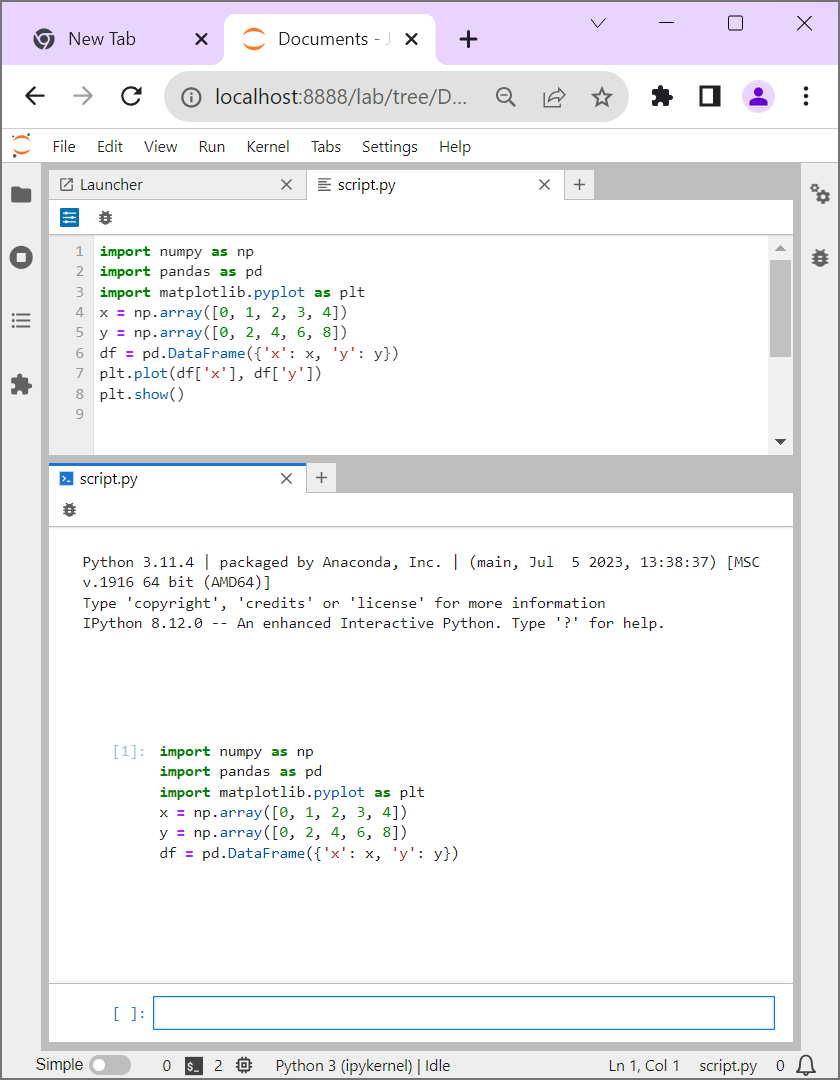 New Tab
Documents - J
localhost:8888/lab/tree/D...
File Edit View Run Kernel Tabs Settings Help
Launcher
script.py
1 import numpy as np
2 import pandas as pd
3 import matplotlib.pyplot as plt
4 x = np.array([0, 1, 2, 3, 4])
5 y = np.array([0, 2, 4, 6, 8])
6 df = pd.DataFrame({'x': x, 'y': y})
7 plt.plot(df['x'], df['y'])
8 plt.show()
9
script.py
Python 3.11.4 | packaged by Anaconda, Inc. | (main, Jul  5 2023, 13:38:37) [MSC
v.1916 64 bit (AMD64)]
Type 'copyright', 'credits' or 'license' for more information
IPython 8.12.0 -- An enhanced Interactive Python. Type '?' for help.
[1]: import numpy as np
import pandas as pd
import matplotlib.pyplot as plt
x = np.array([0, 1, 2, 3, 4])
y = np.array([0, 2, 4, 6, 8])
df = pd.DataFrame({'x': x, 'y': y})
[ ]:
Simple 0 $_ 2 Python 3 (ipykernel) | Idle Ln 1, Col 1 script.py 0